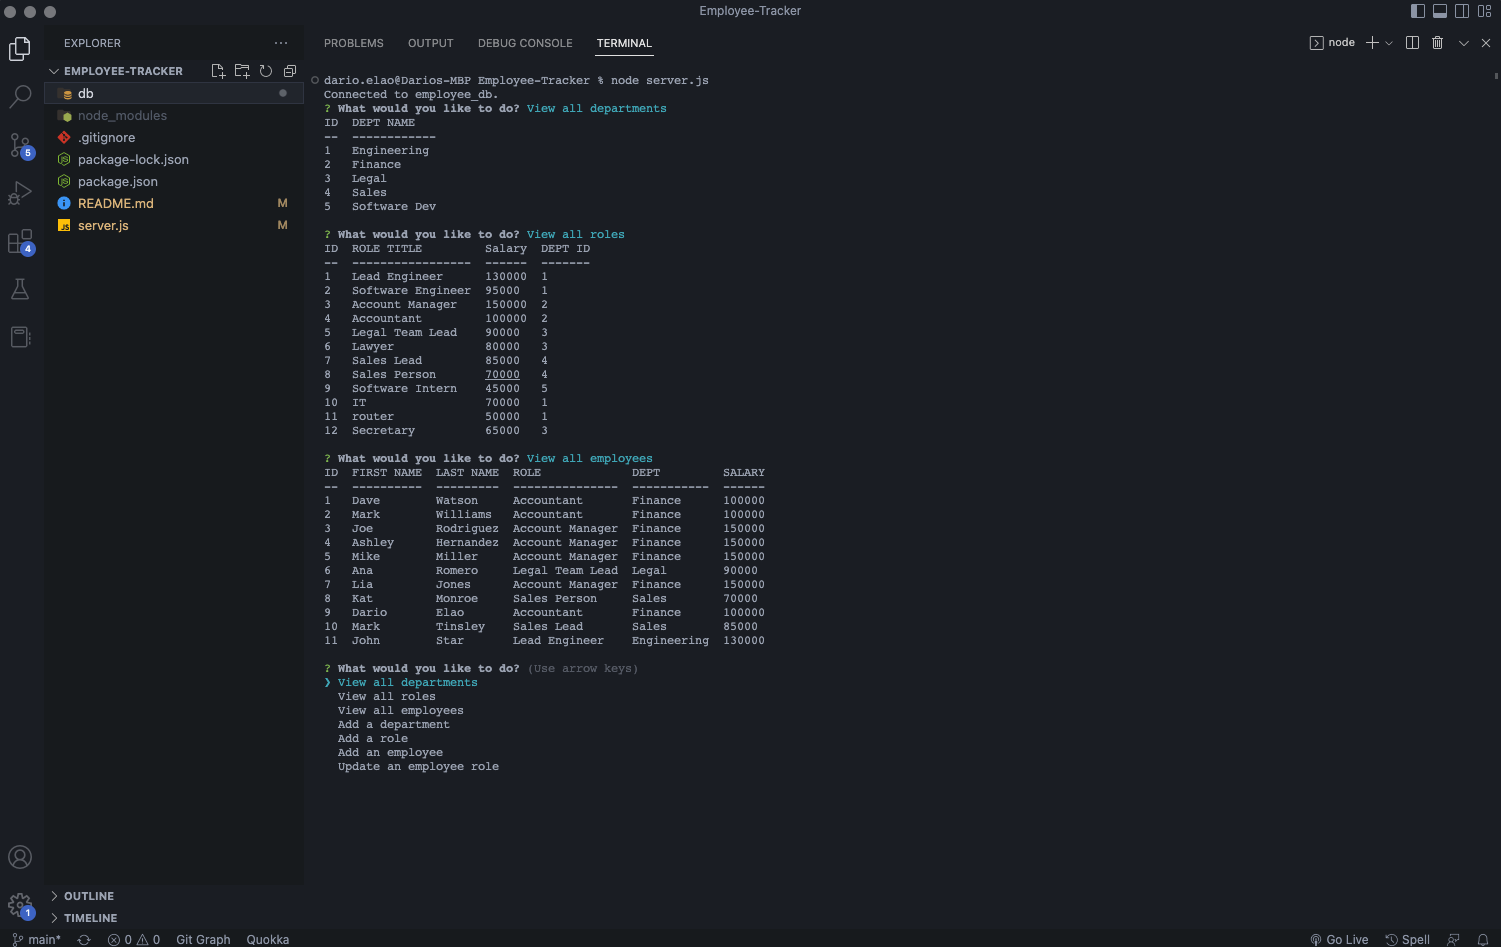 Employee-Tracker
EXPLORER
EMPLOYEE-TRACKER
db
node_modules
.gitignore
package-lock.json
package.json
README.md M
server.js M
5
4
1
OUTLINE
TIMELINE
PROBLEMS OUTPUT DEBUG CONSOLE TERMINAL
node
dario.elao@Darios-MBP Employee-Tracker % node server.js
Connected to employee_db.
? What would you like to do? View all departments
ID  DEPT NAME
--  ------------
1   Engineering
2   Finance
3   Legal
4   Sales
5   Software Dev
? What would you like to do? View all roles
ID  ROLE TITLE         Salary  DEPT ID
--  -----------------  ------  -------
1   Lead Engineer      130000  1
2   Software Engineer  95000   1
3   Account Manager    150000  2
4   Accountant         100000  2
5   Legal Team Lead    90000   3
6   Lawyer             80000   3
7   Sales Lead         85000   4
8   Sales Person       70000   4
9   Software Intern    45000   5
10  IT                 70000   1
11  router             50000   1
12  Secretary          65000   3
? What would you like to do? View all employees
ID  FIRST NAME  LAST NAME  ROLE             DEPT         SALARY
--  ----------  ---------  ---------------  -----------  ------
1   Dave        Watson     Accountant       Finance      100000
2   Mark        Williams   Accountant       Finance      100000
3   Joe         Rodriguez  Account Manager  Finance      150000
4   Ashley      Hernandez  Account Manager  Finance      150000
5   Mike        Miller     Account Manager  Finance      150000
6   Ana         Romero     Legal Team Lead  Legal        90000
7   Lia         Jones      Account Manager  Finance      150000
8   Kat         Monroe     Sales Person     Sales        70000
9   Dario       Elao       Accountant       Finance      100000
10  Mark        Tinsley    Sales Lead       Sales        85000
11  John        Star       Lead Engineer    Engineering  130000
? What would you like to do? (Use arrow keys)
❯ View all departments
View all roles
View all employees
Add a department
Add a role
Add an employee
Update an employee role
main* 0 0 Git Graph Quokka Go Live Spell